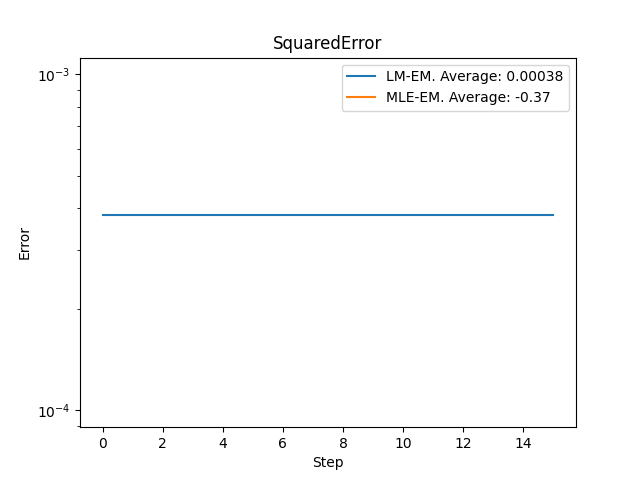 SquaredError
10⁻³
LM-EM. Average: 0.00038
MLE-EM. Average: -0.37
Error
10⁻⁴
0 2 4 6 8 10 12 14
Step